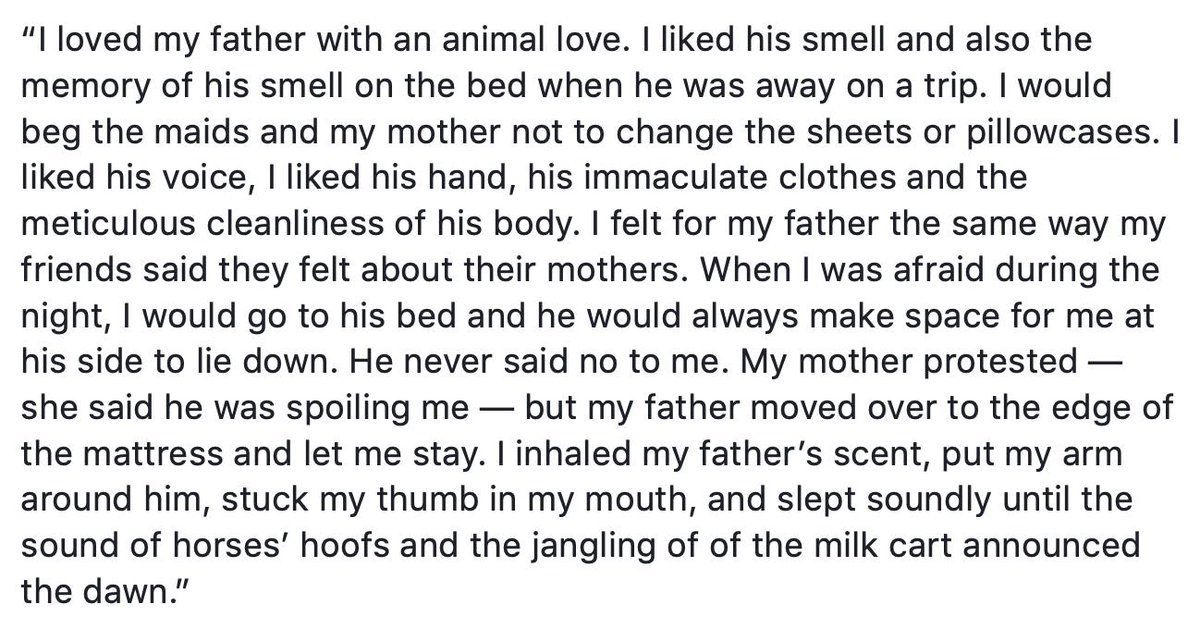 “I loved my father with an animal love. I liked his smell and also the
memory of his smell on the bed when he was away on a trip. I would
beg the maids and my mother not to change the sheets or pillowcases. I
liked his voice, I liked his hand, his immaculate clothes and the
meticulous cleanliness of his body. I felt for my father the same way my
friends said they felt about their mothers. When I was afraid during the
night, I would go to his bed and he would always make space for me at
his side to lie down. He never said no to me. My mother protested —
she said he was spoiling me — but my father moved over to the edge of
the mattress and let me stay. I inhaled my father’s scent, put my arm
around him, stuck my thumb in my mouth, and slept soundly until the
sound of horses’ hoofs and the jangling of of the milk cart announced
the dawn.”